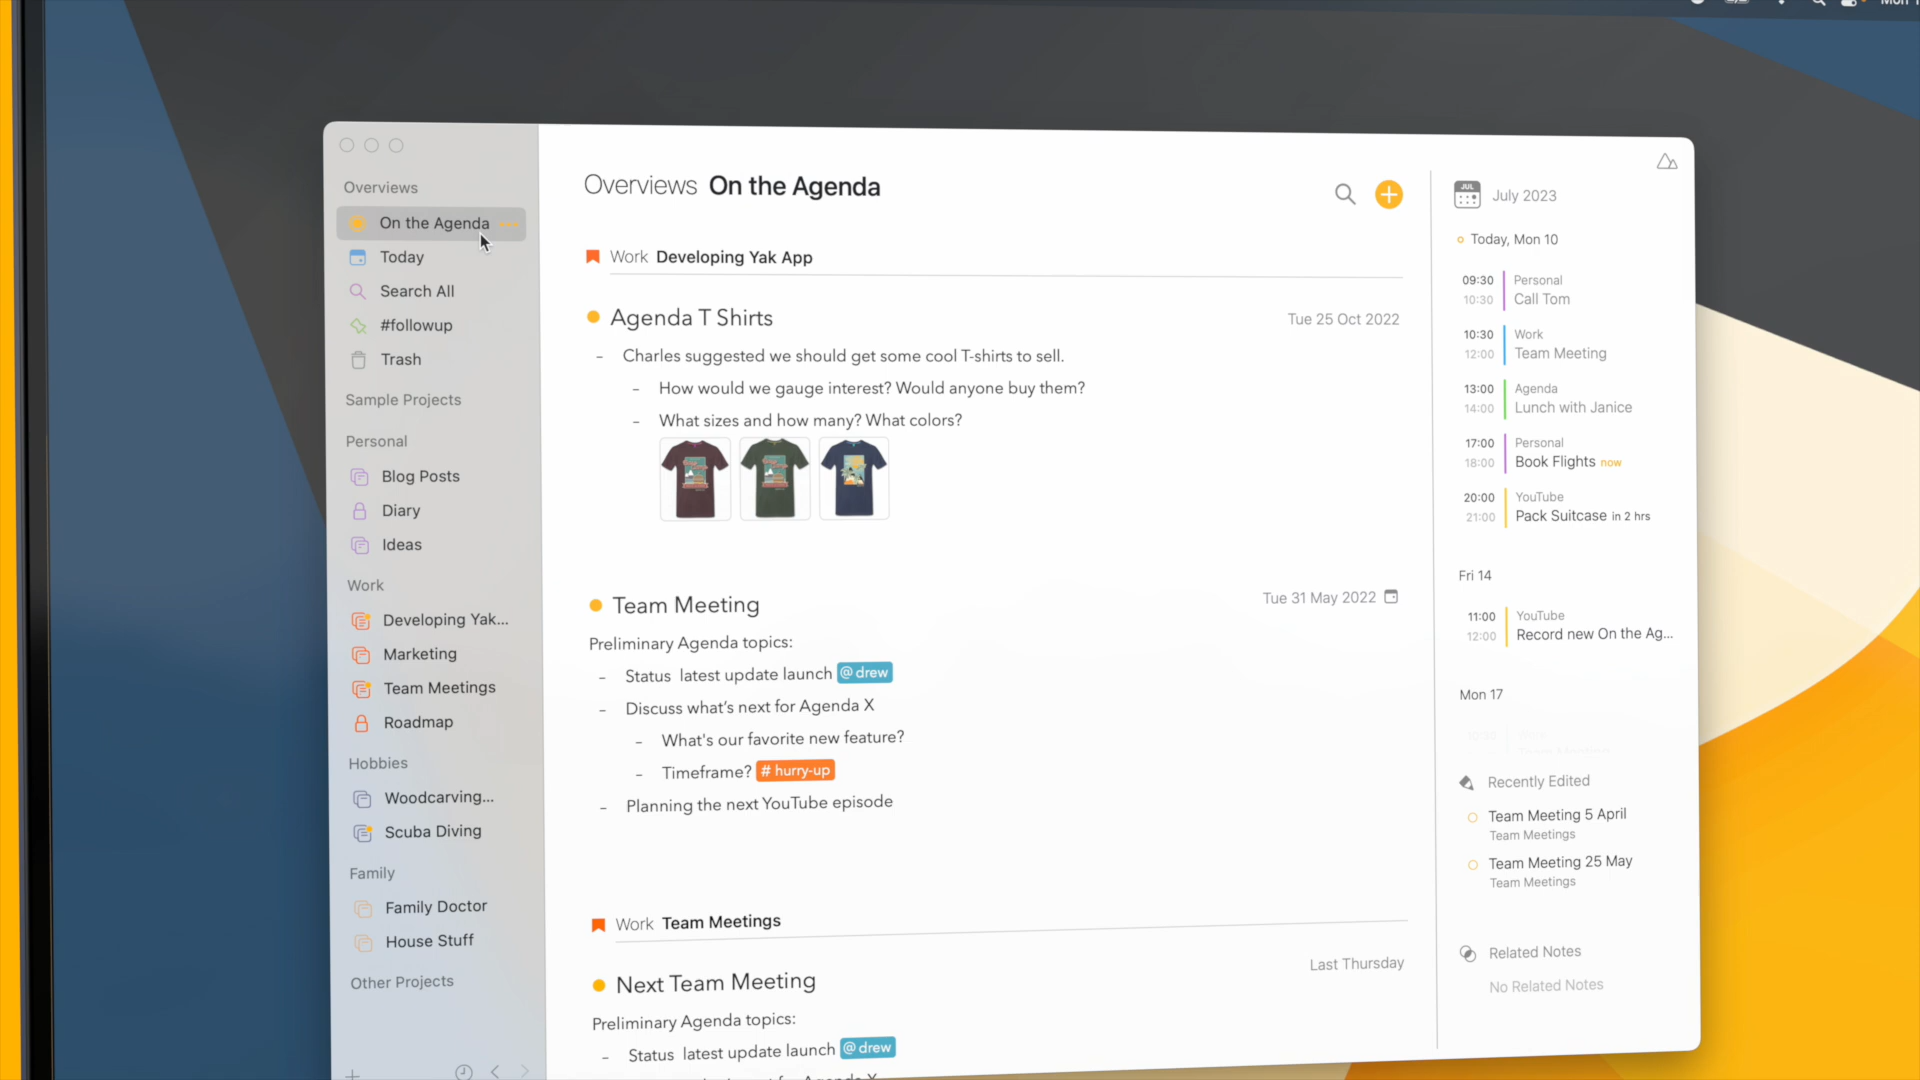 Mon 1
Overviews
On the Agenda
Today
Search All
#followup
Trash
Sample Projects
Personal
Blog Posts
Diary
Ideas
Work
Developing Yak...
Marketing
Team Meetings
Roadmap
Hobbies
Woodcarving...
Scuba Diving
Family
Family Doctor
House Stuff
Other Projects
Overviews On the Agenda
Work Developing Yak App
Agenda T Shirts
Tue 25 Oct 2022
- Charles suggested we should get some cool T-shirts to sell.
- How would we gauge interest? Would anyone buy them?
- What sizes and how many? What colors?
Team Meeting
Tue 31 May 2022
Preliminary Agenda topics:
- Status latest update launch @drew
- Discuss what's next for Agenda X
- What's our favorite new feature?
- Timeframe? # hurry-up
- Planning the next YouTube episode
Work Team Meetings
Next Team Meeting
Last Thursday
Preliminary Agenda topics:
- Status latest update launch @drew
JUL
July 2023
Today, Mon 10
09:30 Personal
10:30 Call Tom
10:30 Work
12:00 Team Meeting
13:00 Agenda
14:00 Lunch with Janice
17:00 Personal
18:00 Book Flights now
20:00 YouTube
21:00 Pack Suitcase in 2 hrs
Fri 14
11:00 YouTube
12:00 Record new On the Ag...
Mon 17
Recently Edited
Team Meeting 5 April
Team Meetings
Team Meeting 25 May
Team Meetings
Related Notes
No Related Notes